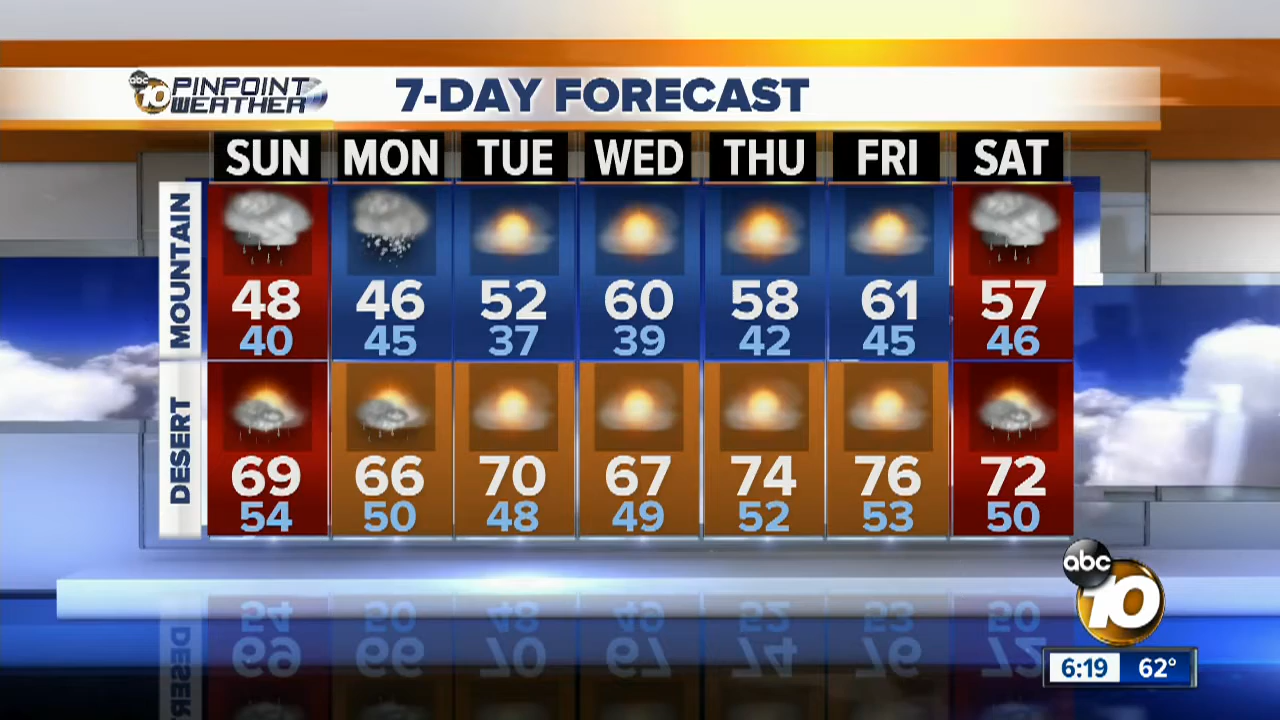 abc 10 PINPOINT WEATHER
7-DAY FORECAST
SUN MON TUE WED THU FRI SAT
MOUNTAIN
48 46 52 60 58 61 57
40 45 37 39 42 45 46
DESERT
69 66 70 67 74 76 72
54 50 48 49 52 53 50
abc
10
6:19 62°